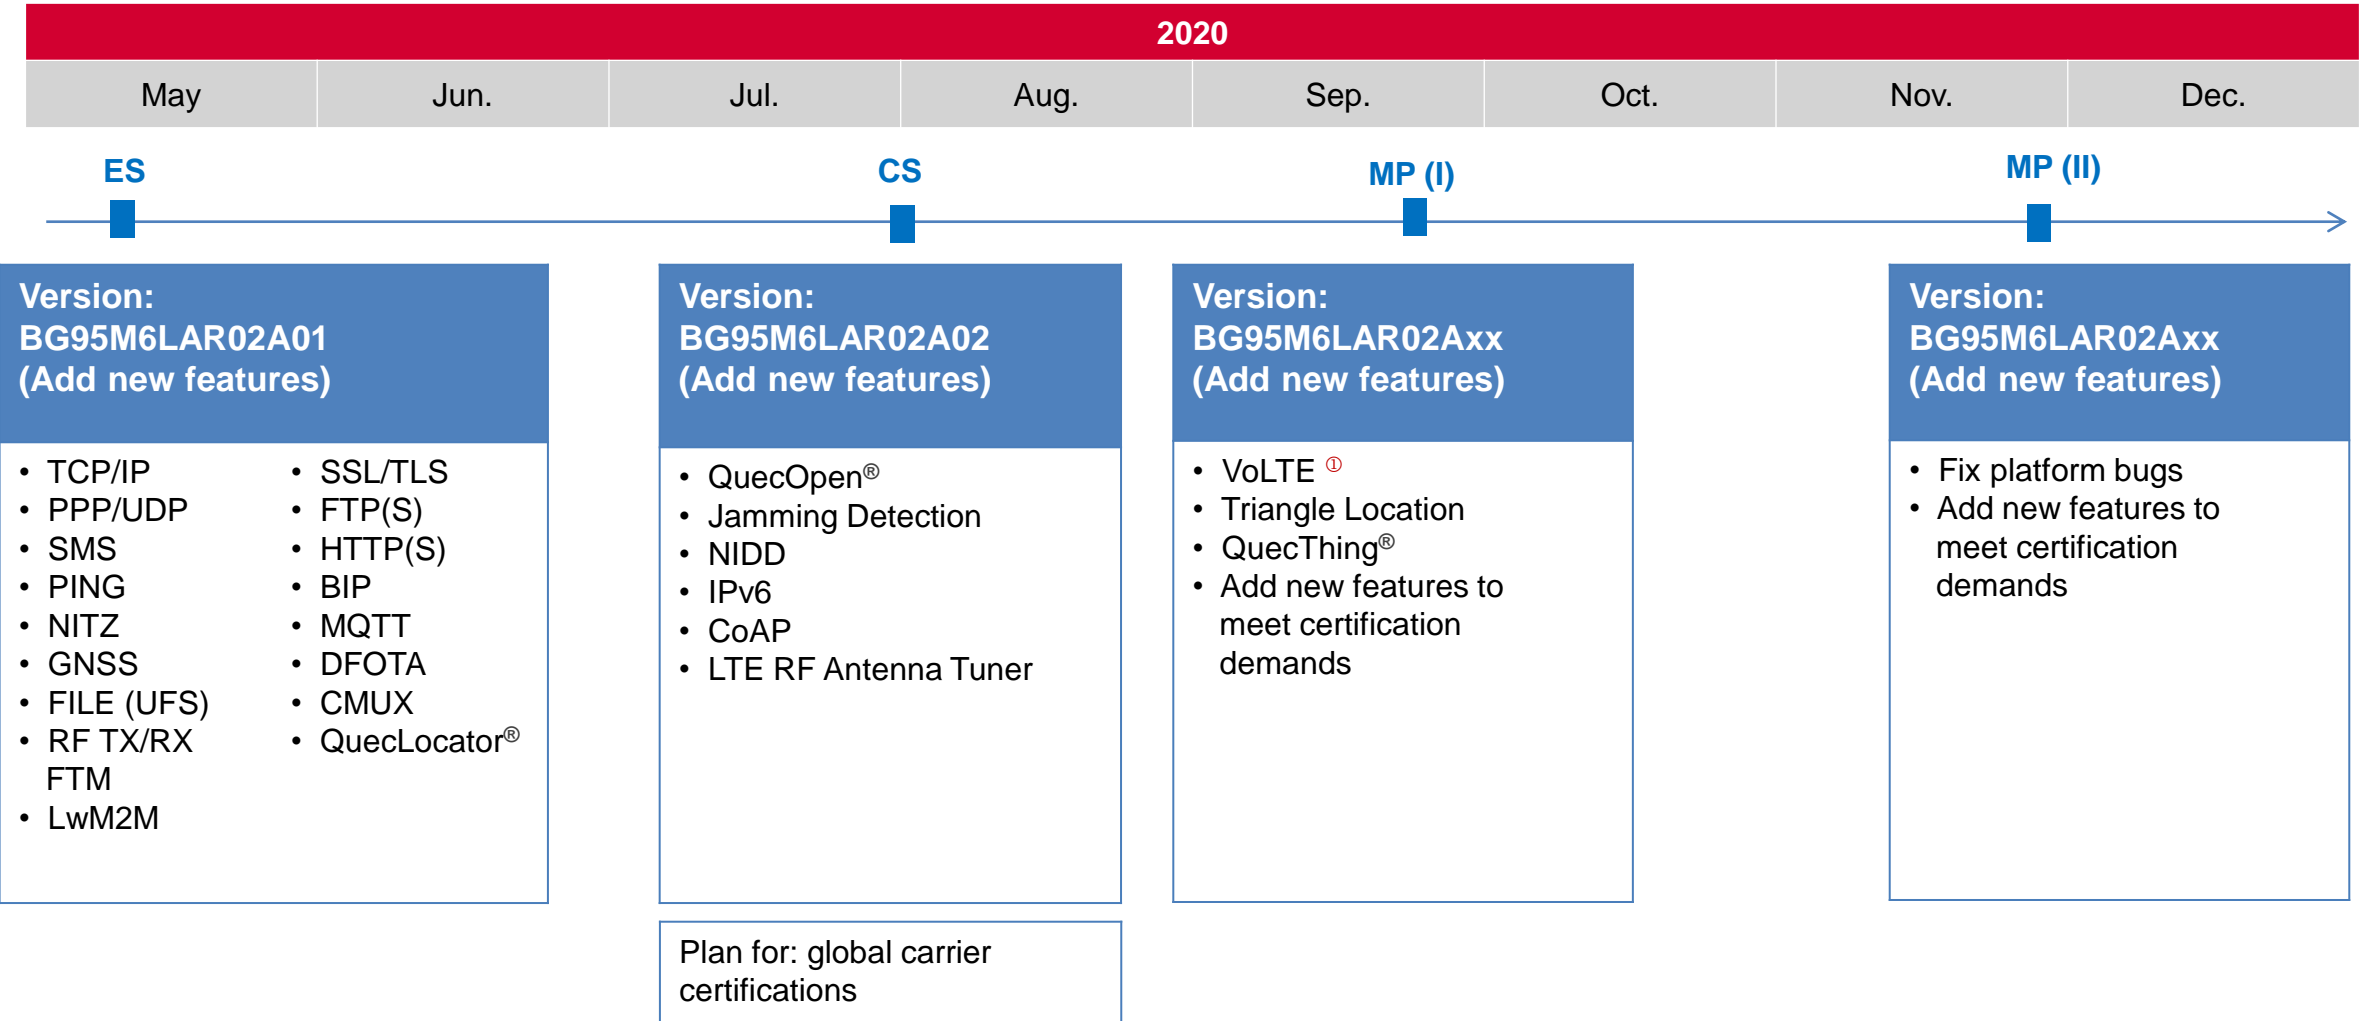 2020
May
Jun.
Jul.
Aug.
Sep.
Oct.
Nov.
Dec.
ES
CS
MP (I)
MP (II)
Version:
BG95M6LAR02A01
(Add new features)
• TCP/IP
• PPP/UDP
• SMS
• PING
• NITZ
• GNSS
• FILE (UFS)
• RF TX/RX
FTM
• LwM2M
• SSL/TLS
• FTP(S)
• HTTP(S)
• BIP
• MQTT
• DFOTA
• CMUX
• QuecLocator®
Version:
BG95M6LAR02A02
(Add new features)
• QuecOpen®
• Jamming Detection
• NIDD
• IPv6
• CoAP
• LTE RF Antenna Tuner
Plan for: global carrier
certifications
Version:
BG95M6LAR02Axx
(Add new features)
• VoLTE ①
• Triangle Location
• QuecThing®
• Add new features to
meet certification
demands
Version:
BG95M6LAR02Axx
(Add new features)
• Fix platform bugs
• Add new features to
meet certification
demands